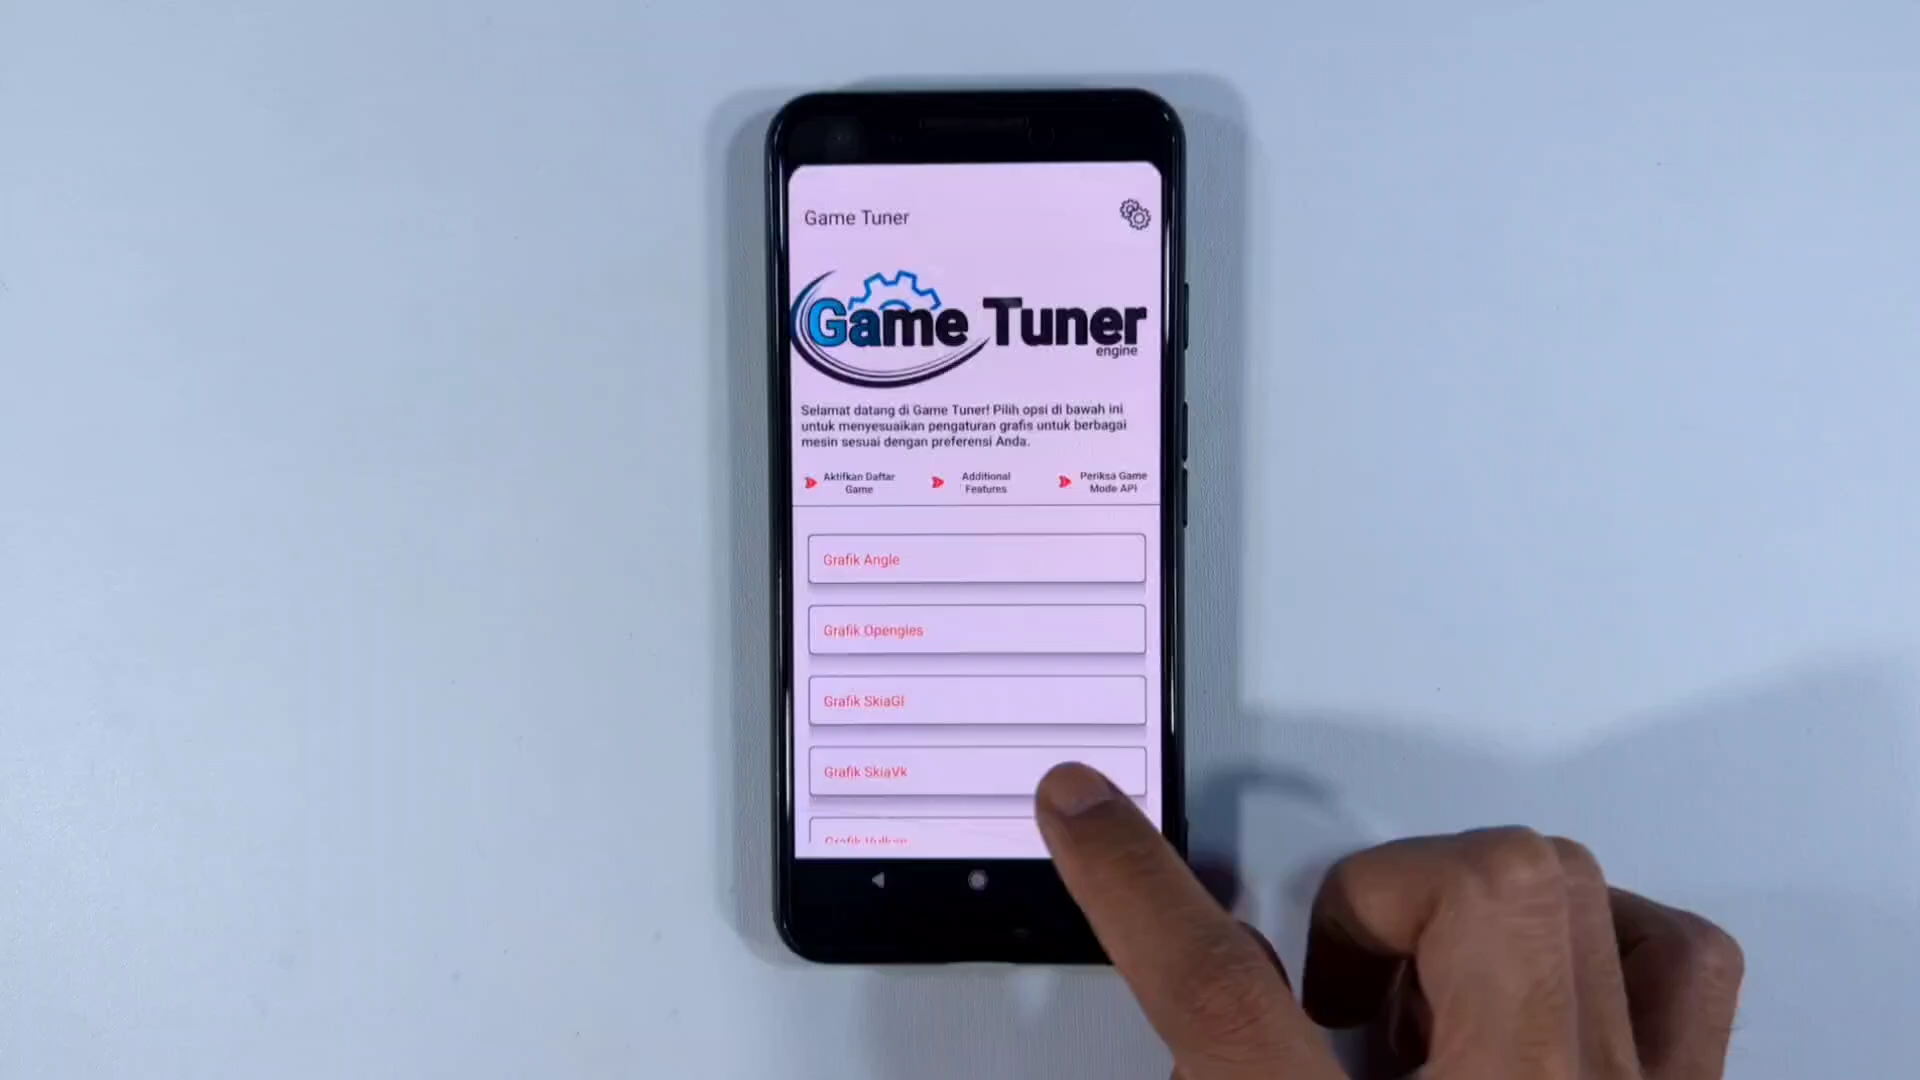 Game Tuner
Game Tuner
engine
Selamat datang di Game Tuner! Pilih opsi di bawah ini
untuk menyesuaikan pengaturan grafis untuk berbagai
mesin sesuai dengan preferensi Anda.
Aktifkan Daftar
Game
Additional
Features
Periksa Game
Mode API
Grafik Angle
Grafik Opengles
Grafik SkiaGl
Grafik SkiaVk
Grafik Vulkan